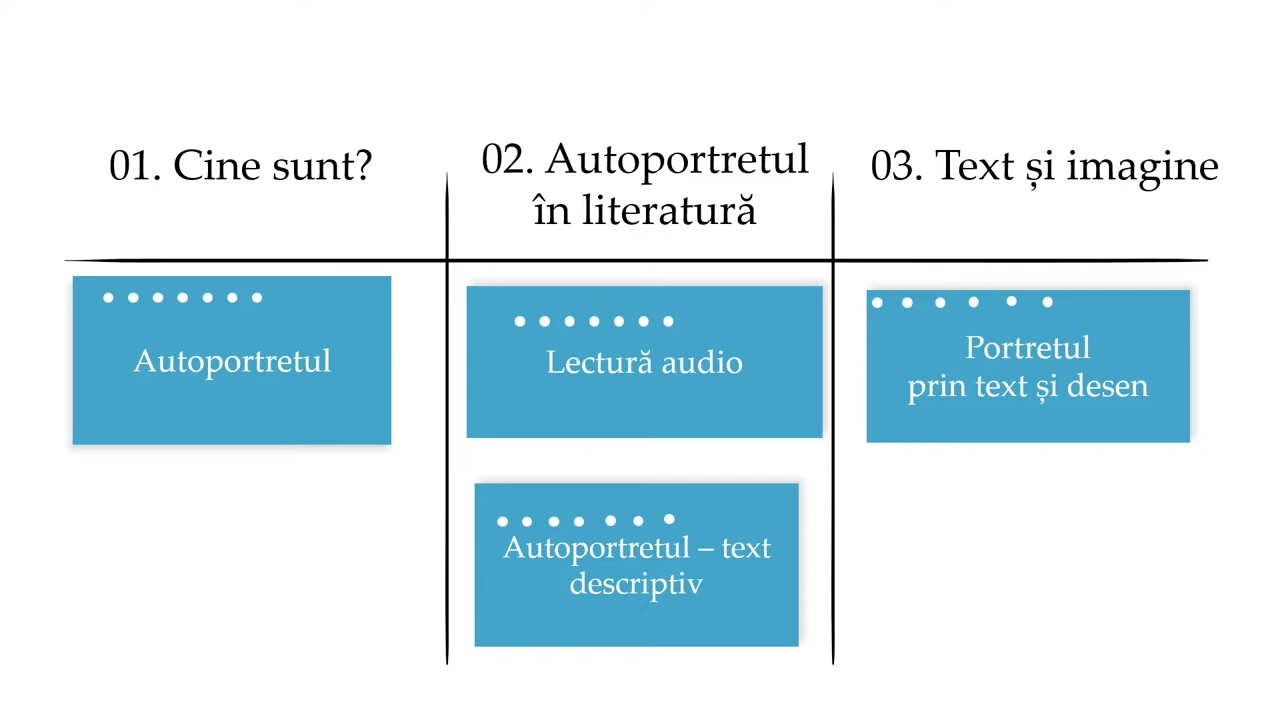 01. Cine sunt?
02. Autoportretul
în literatură
03. Text și imagine
Autoportretul
Lectură audio
Autoportretul – text
descriptiv
Portretul
prin text și desen